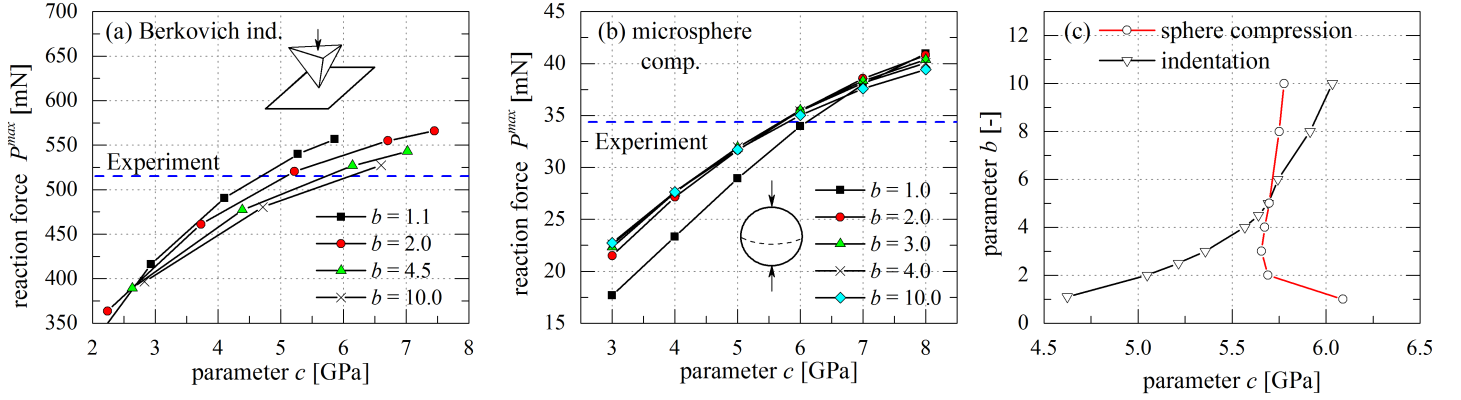 (a) Berkovich ind.
700
650
600
550
500
450
400
350
reaction force P^max [mN]
Experiment
b = 1.1
b = 2.0
b = 4.5
b = 10.0
2 3 4 5 6 7 8
parameter c [GPa]
(b) microsphere
comp.
45
40
35
30
25
20
15
reaction force P^max [mN]
Experiment
b = 1.0
b = 2.0
b = 3.0
b = 4.0
b = 10.0
3 4 5 6 7 8
parameter c [GPa]
(c)
sphere compression
indentation
12
10
8
6
4
2
0
parameter b [-]
4.5 5.0 5.5 6.0 6.5
parameter c [GPa]